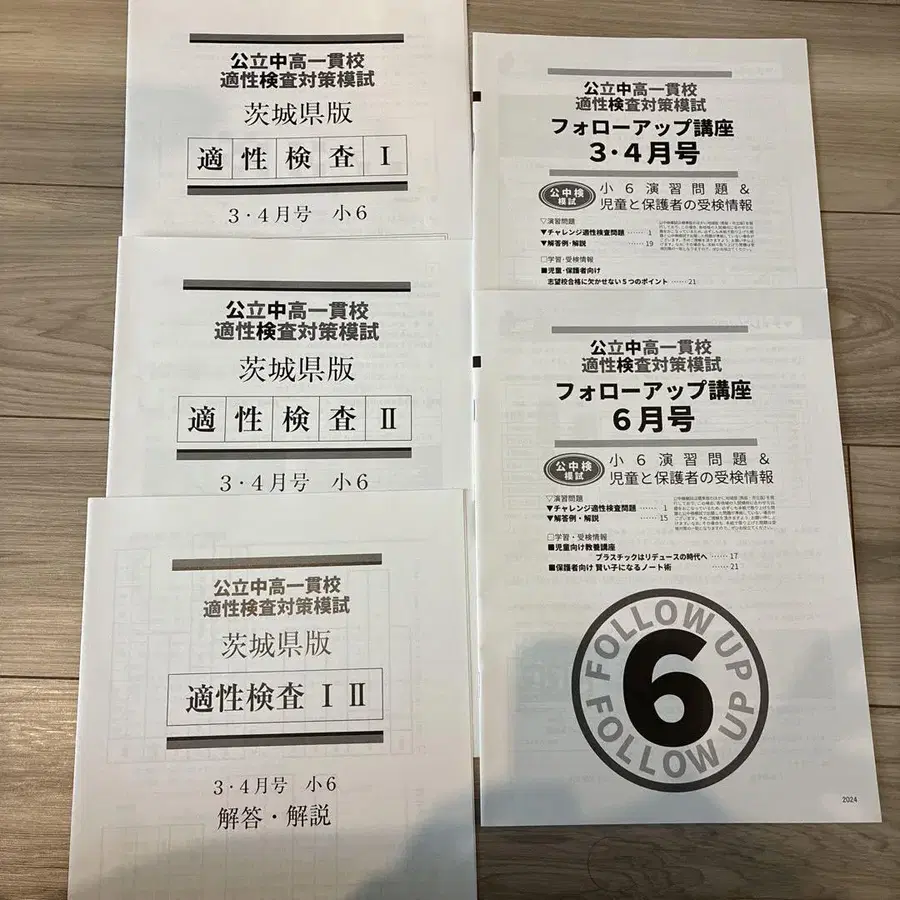 公立中高一貫校
適性検査対策模試
茨城県版
適性検査Ⅰ
3・4月号 小6
公立中高一貫校
適性検査対策模試
茨城県版
適性検査Ⅱ
3・4月号 小6
公立中高一貫校
適性検査対策模試
茨城県版
適性検査ⅠⅡ
3・4月号 小6
解答・解説
公立中高一貫校
適性検査対策模試
フォローアップ講座
3・4月号
公中検
模試
小6演習問題&
児童と保護者の受検情報
▽演習問題
▼チャレンジ適性検査問題 …… 1
▼解答例・解説 …… 19
□学習・受検情報
■児童・保護者向け
志望校合格に欠かせない5つのポイント …… 21
公立中高一貫校
適性検査対策模試
フォローアップ講座
6月号
公中検
模試
小6演習問題&
児童と保護者の受検情報
▽演習問題
▼チャレンジ適性検査問題 …… 1
▼解答例・解説 …… 15
□学習・受検情報
■児童向け教養講座
プラスチックはリデュースの時代へ …… 17
■保護者向け 賢い子になるノート術 …… 21
FOLLOW UP
6
FOLLOW UP
2024